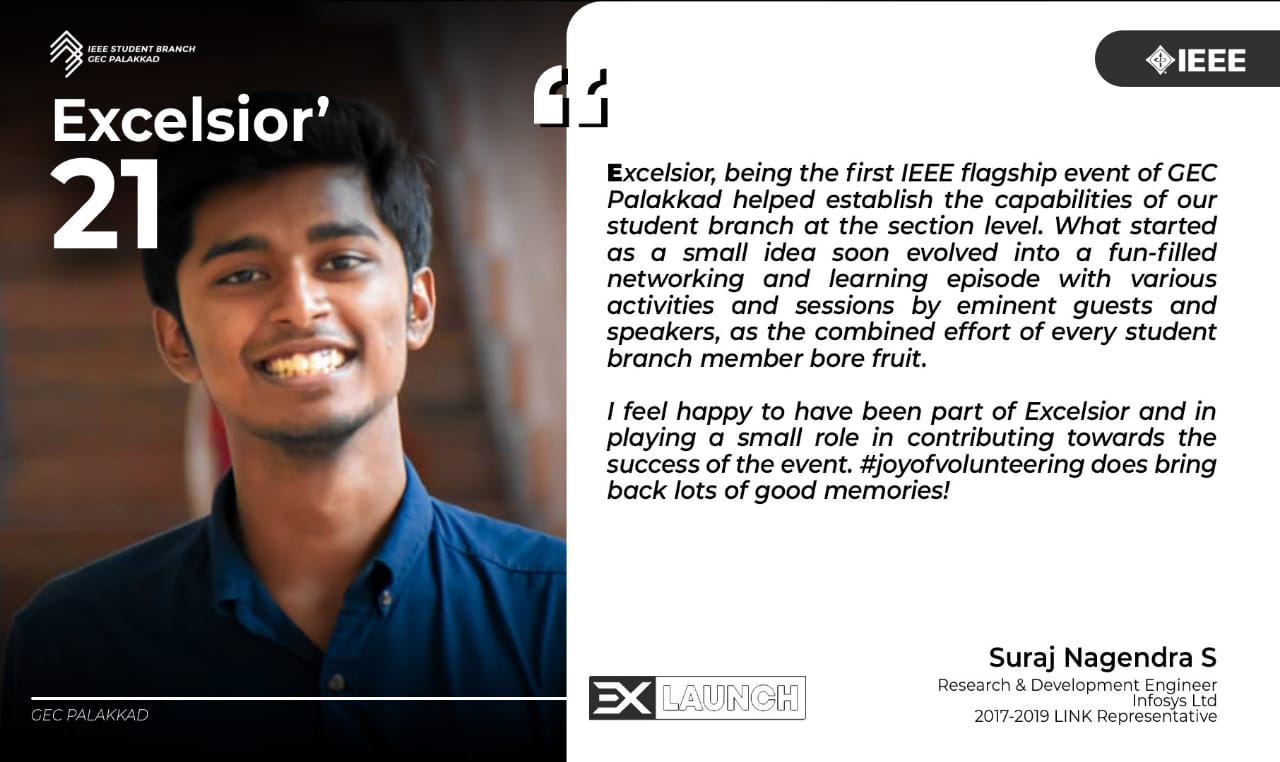 IEEE STUDENT BRANCH
GEC PALAKKAD
Excelsior’
21
IEEE
Excelsior, being the first IEEE flagship event of GEC
Palakkad helped establish the capabilities of our
student branch at the section level. What started
as a small idea soon evolved into a fun-filled
networking and learning episode with various
activities and sessions by eminent guests and
speakers, as the combined effort of every student
branch member bore fruit.
I feel happy to have been part of Excelsior and in
playing a small role in contributing towards the
success of the event. #joyofvolunteering does bring
back lots of good memories!
Suraj Nagendra S
Research & Development Engineer
Infosys Ltd
2017-2019 LINK Representative
EX LAUNCH
GEC PALAKKAD